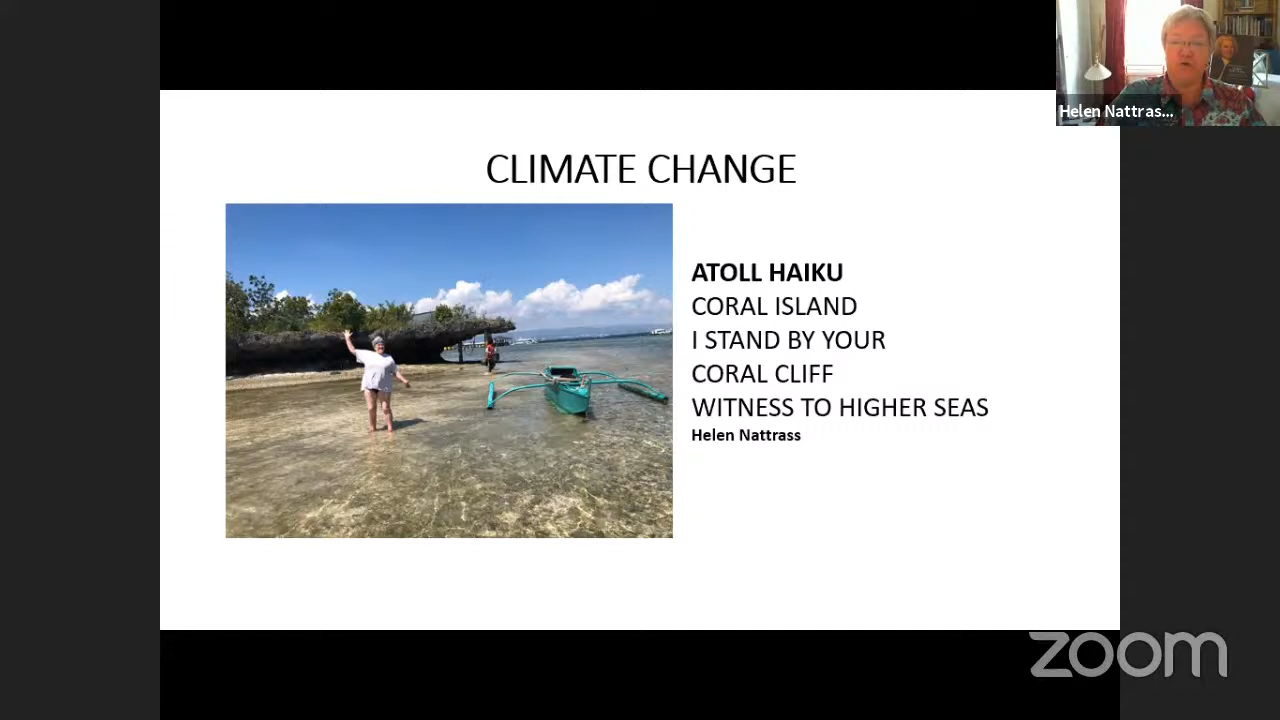 Helen Nattras...
CLIMATE CHANGE
ATOLL HAIKU
CORAL ISLAND
I STAND BY YOUR
CORAL CLIFF
WITNESS TO HIGHER SEAS
Helen Nattrass
zoom